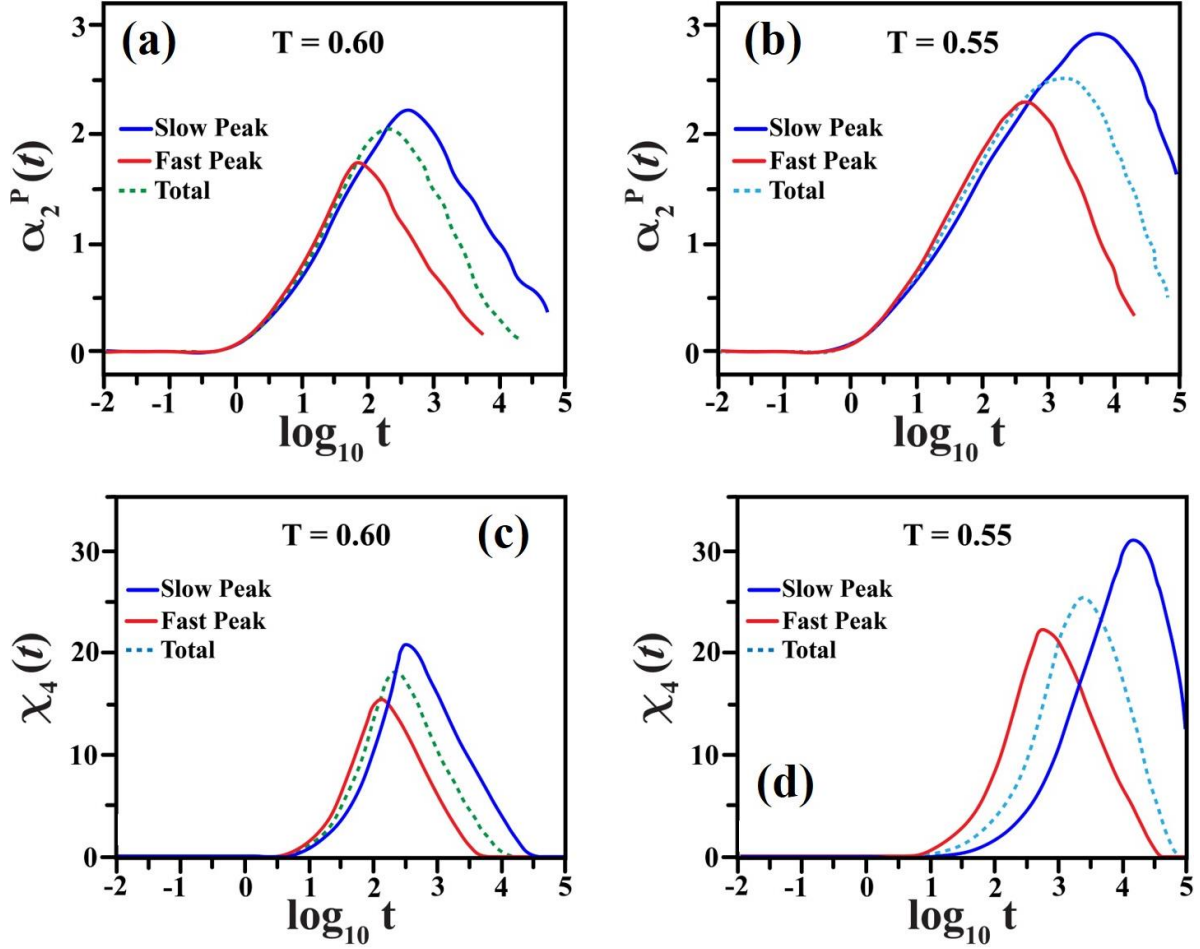 (a) T = 0.60
3
2
1
0
α₂ᴾ(t)
Slow Peak
Fast Peak
Total
-2 -1 0 1 2 3 4 5
log₁₀ t
(b) T = 0.55
3
2
1
0
α₂ᴾ(t)
Slow Peak
Fast Peak
Total
-2 -1 0 1 2 3 4 5
log₁₀ t
T = 0.60 (c)
30
20
10
0
χ₄(t)
Slow Peak
Fast Peak
Total
-2 -1 0 1 2 3 4 5
log₁₀ t
T = 0.55
30
20
10
0
χ₄(t)
Slow Peak
Fast Peak
Total
(d)
-2 -1 0 1 2 3 4 5
log₁₀ t